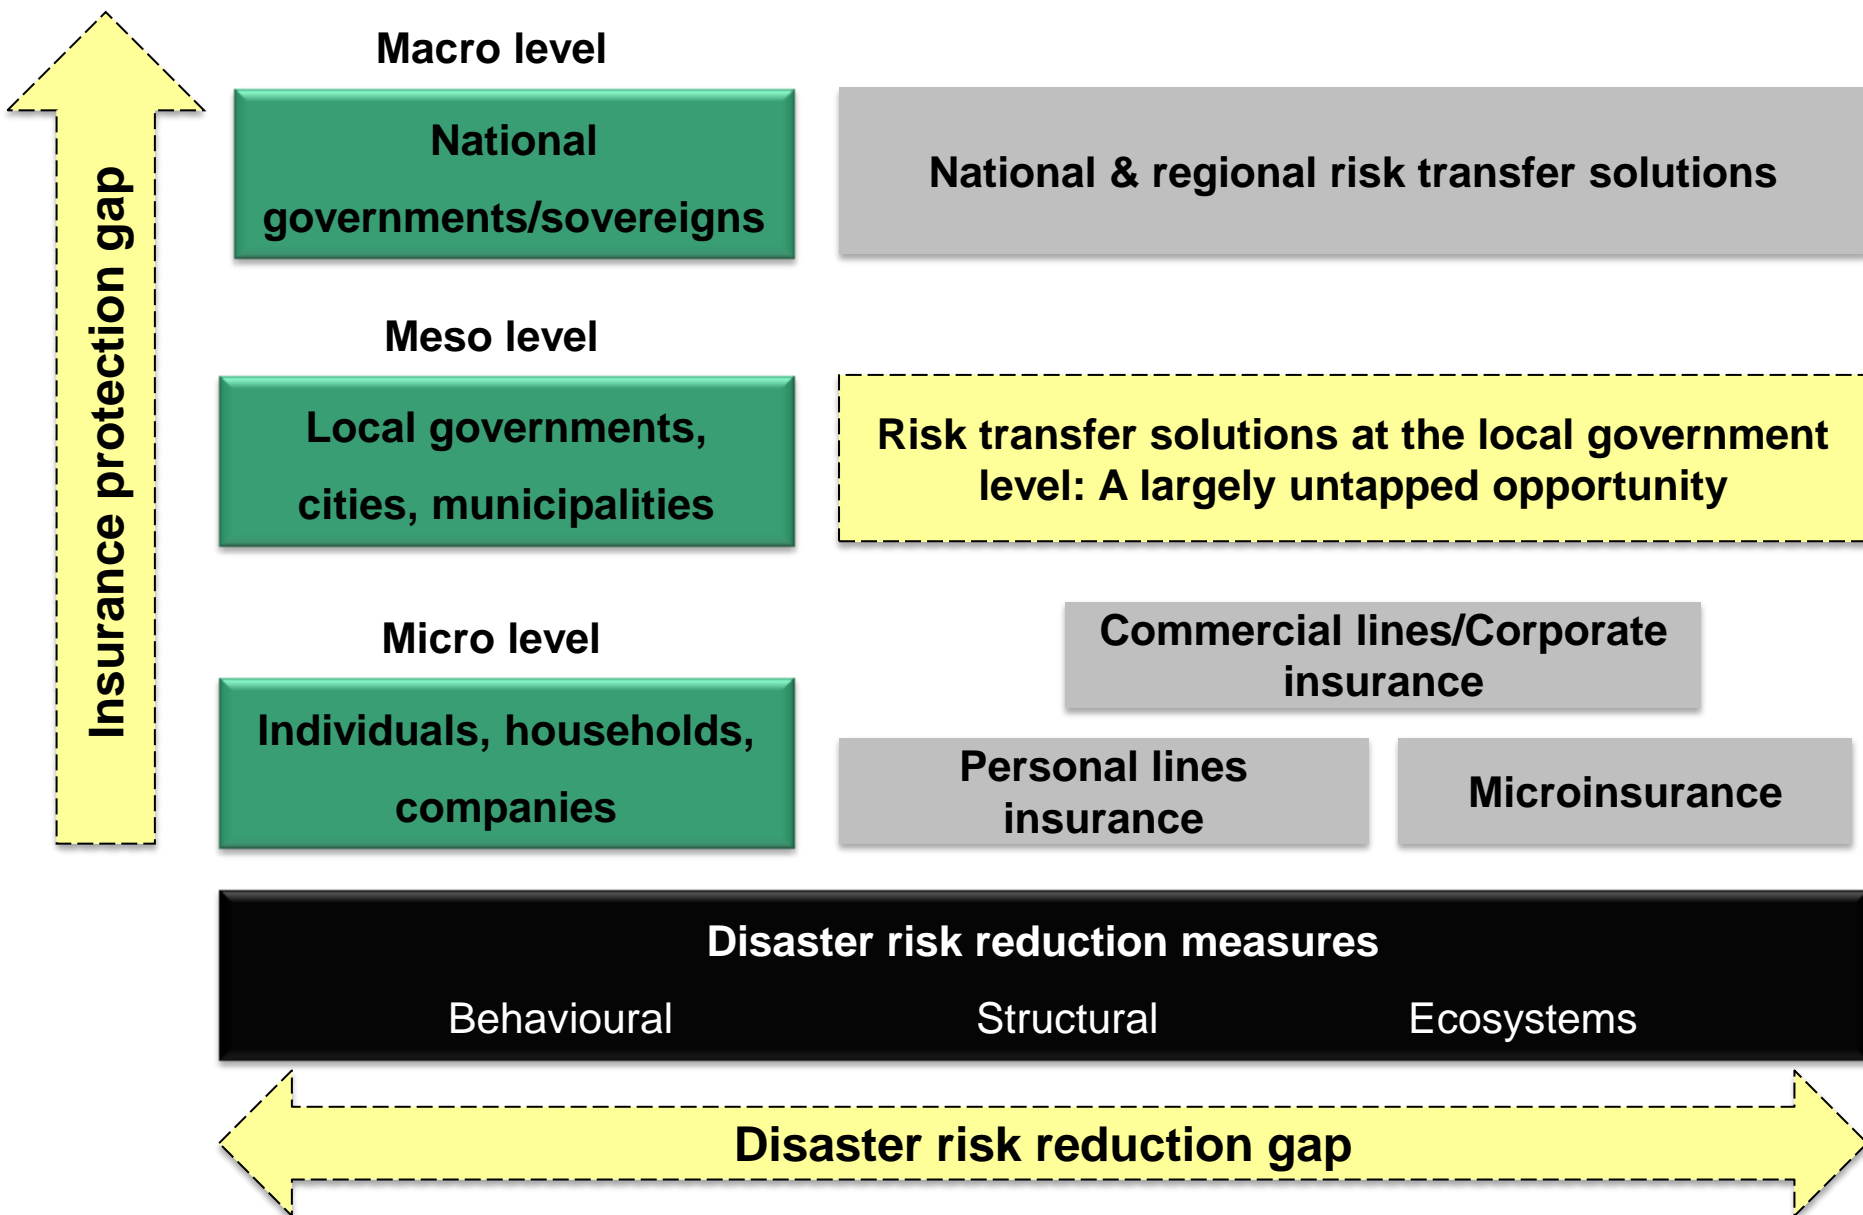 Insurance protection gap
Macro level
National
governments/sovereigns
National & regional risk transfer solutions
Meso level
Local governments,
cities, municipalities
Risk transfer solutions at the local government
level: A largely untapped opportunity
Micro level
Individuals, households,
companies
Commercial lines/Corporate
insurance
Personal lines
insurance
Microinsurance
Disaster risk reduction measures
Behavioural Structural Ecosystems
Disaster risk reduction gap